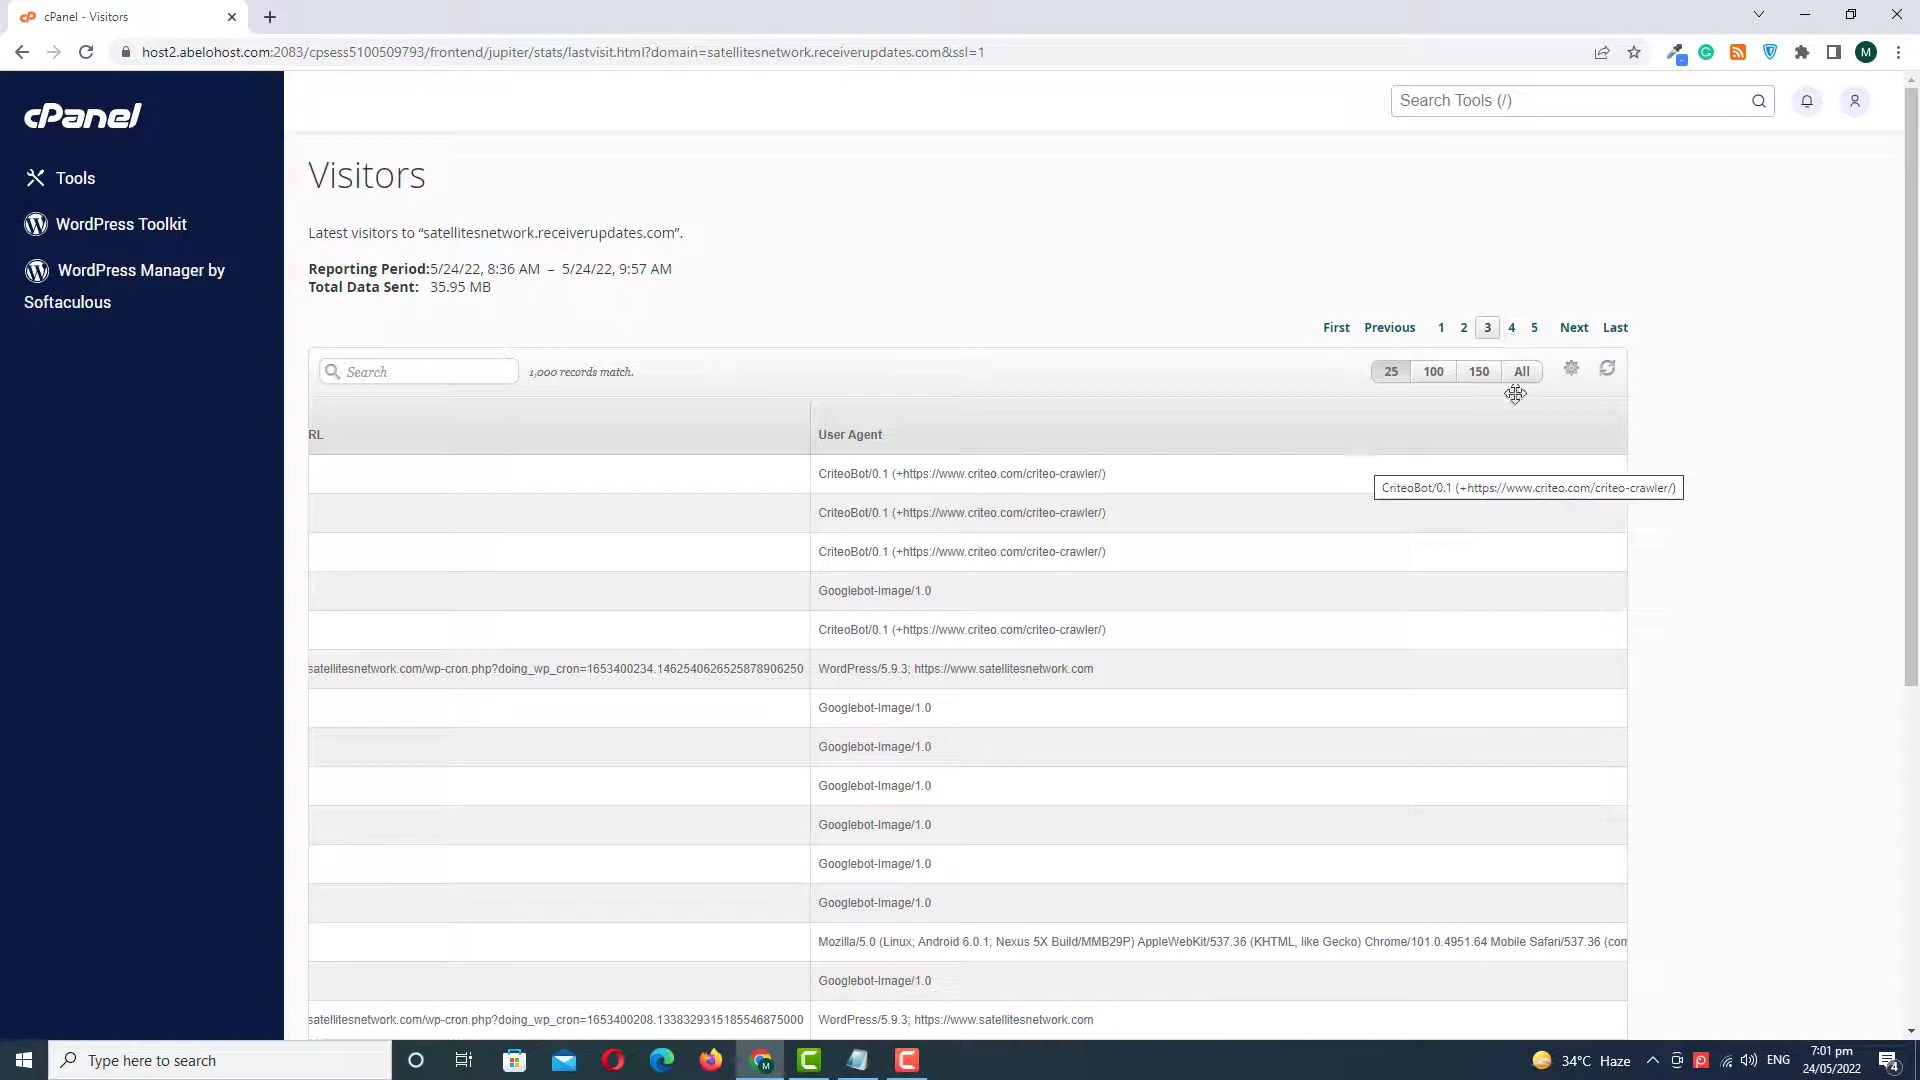 cPanel - Visitors
host2.abelohost.com:2083/cpsess5100509793/frontend/jupiter/stats/lastvisit.html?domain=satellitesnetwork.receiverupdates.com&ssl=1
M
cPanel
Search Tools (/)
Tools
WordPress Toolkit
WordPress Manager by
Softaculous
Visitors
Latest visitors to “satellitesnetwork.receiverupdates.com”.
Reporting Period:5/24/22, 8:36 AM – 5/24/22, 9:57 AM
Total Data Sent: 35.95 MB
First Previous 1 2 3 4 5 Next Last
Search 1,000 records match. 25 100 150 All
RL User Agent
CriteoBot/0.1 (+https://www.criteo.com/criteo-crawler/)
CriteoBot/0.1 (+https://www.criteo.com/criteo-crawler/)
CriteoBot/0.1 (+https://www.criteo.com/criteo-crawler/)
CriteoBot/0.1 (+https://www.criteo.com/criteo-crawler/)
Googlebot-Image/1.0
CriteoBot/0.1 (+https://www.criteo.com/criteo-crawler/)
satellitesnetwork.com/wp-cron.php?doing_wp_cron=1653400234.1462540626525878906250 WordPress/5.9.3; https://www.satellitesnetwork.com
Googlebot-Image/1.0
Googlebot-Image/1.0
Googlebot-Image/1.0
Googlebot-Image/1.0
Googlebot-Image/1.0
Googlebot-Image/1.0
Mozilla/5.0 (Linux; Android 6.0.1; Nexus 5X Build/MMB29P) AppleWebKit/537.36 (KHTML, like Gecko) Chrome/101.0.4951.64 Mobile Safari/537.36 (com
Googlebot-Image/1.0
satellitesnetwork.com/wp-cron.php?doing_wp_cron=1653400208.1338329315185546875000 WordPress/5.9.3; https://www.satellitesnetwork.com
Type here to search
34°C Haze
ENG
7:01 pm
24/05/2022
4